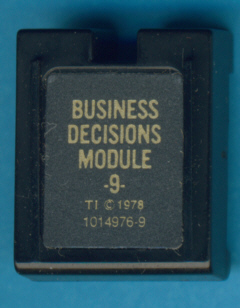 BUSINESS
DECISIONS
MODULE
-9-
TI © 1978
1014976-9